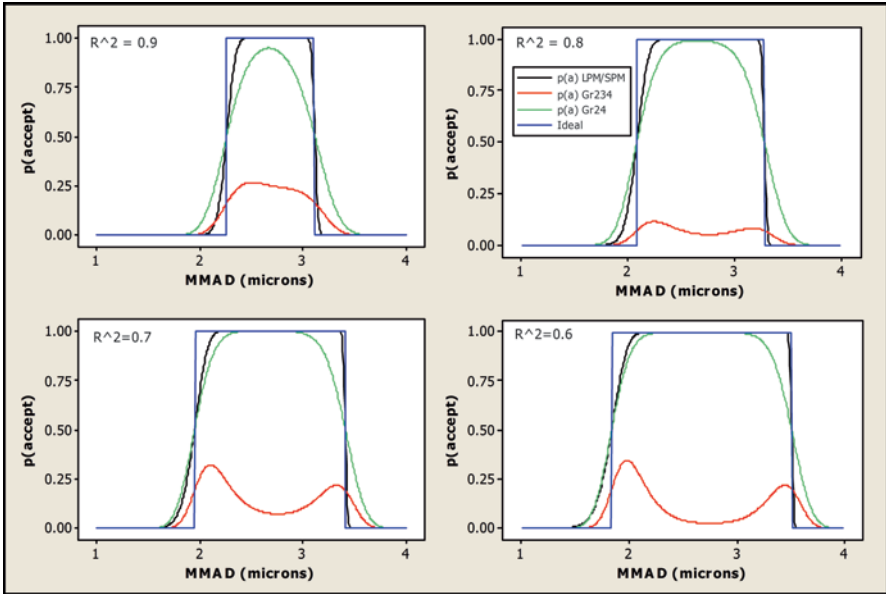 R^2 = 0.9
p(accept)
1.00
0.75
0.50
0.25
0.00
1 2 3 4
MMAD (microns)
R^2 = 0.8
p(a) LPM/SPM
p(a) Gr234
p(a) Gr24
Ideal
p(accept)
1.00
0.75
0.50
0.25
0.00
1 2 3 4
MMAD (microns)
R^2=0.7
p(accept)
1.00
0.75
0.50
0.25
0.00
1 2 3 4
MMAD (microns)
R^2=0.6
p(accept)
1.00
0.75
0.50
0.25
0.00
1 2 3 4
MMAD (microns)